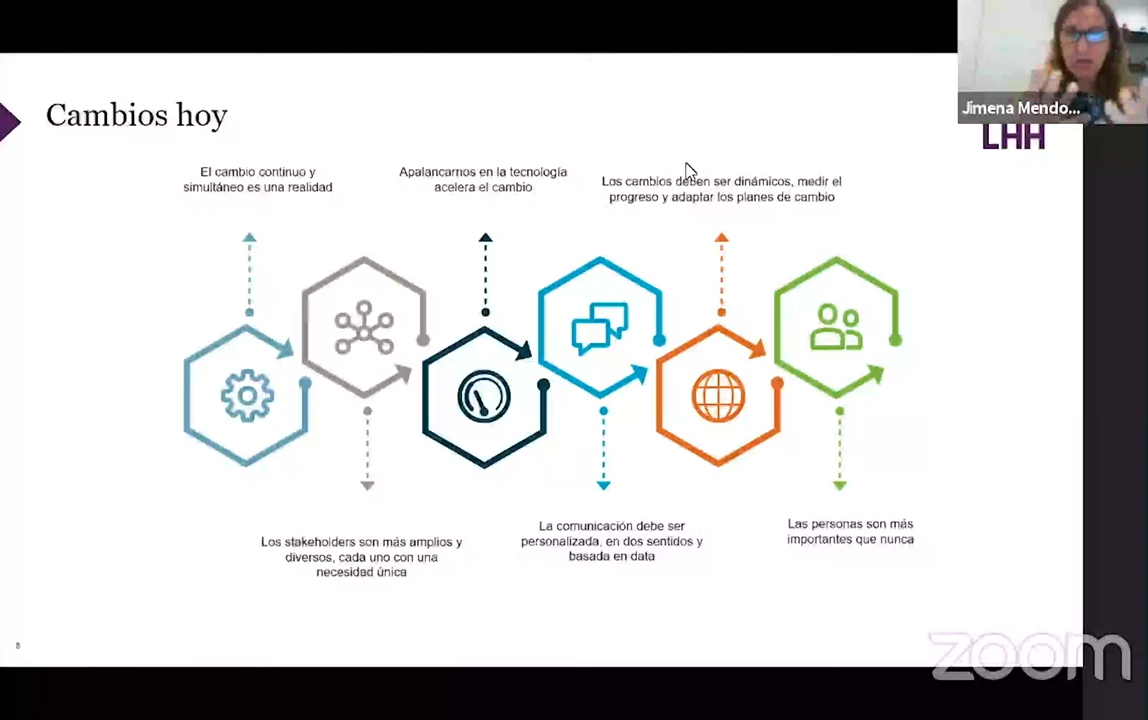 Jimena Mendo...
LHH
Cambios hoy
El cambio continuo y
simultáneo es una realidad
Apalancarnos en la tecnología
acelera el cambio
Los cambios deben ser dinámicos, medir el
progreso y adaptar los planes de cambio
Los stakeholders son más amplios y
diversos, cada uno con una
necesidad única
La comunicación debe ser
personalizada, en dos sentidos y
basada en data
Las personas son más
importantes que nunca
8
zoom